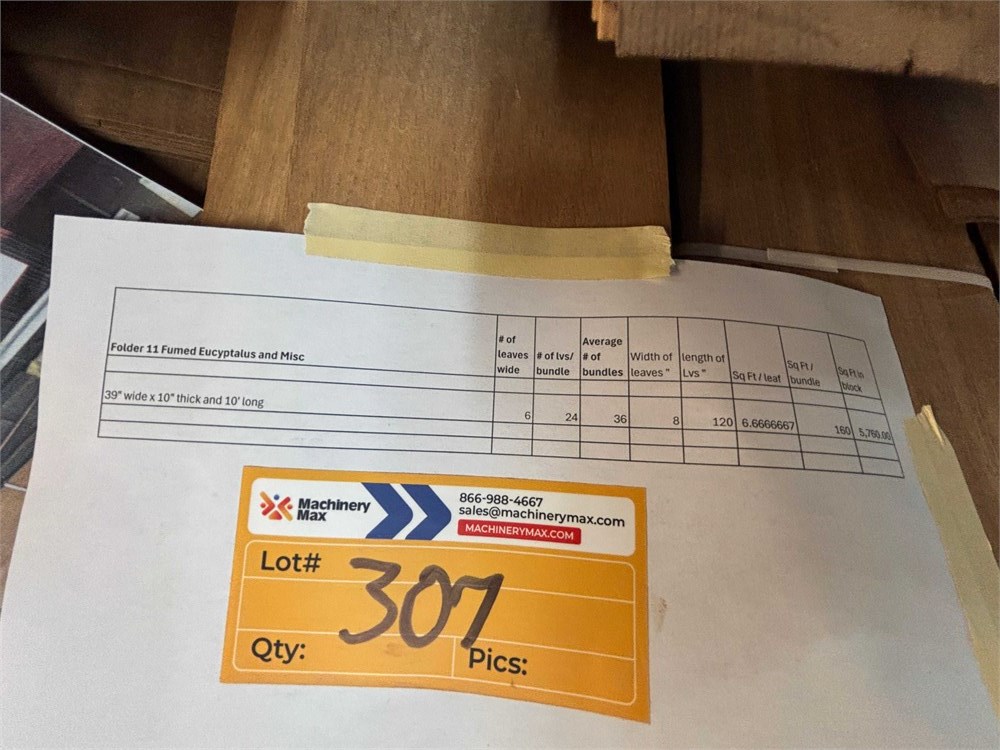 Folder 11 Fumed Eucyptalus and Misc
# of leaves wide
# of lvs/ bundle
Average # of bundles
Width of leaves "
length of Lvs "
Sq Ft / leaf
Sq Ft / bundle
Sq Ft in block
39" wide x 10" thick and 10' long
6 24 36 8 120 6.6666667 160 5,760.00
Machinery Max
866-988-4667
sales@machinerymax.com
MACHINERYMAX.COM
Lot# 307
Qty:
Pics: